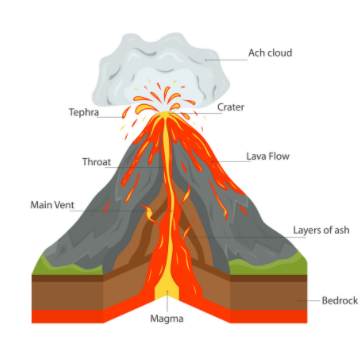 Ach cloud
Tephra
Crater
Throat
Lava Flow
Main Vent
Layers of ash
Bedrock
Magma